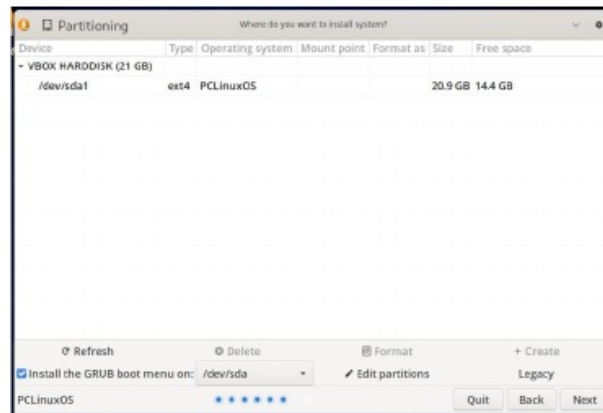 Partitioning Where do you want to install system?
Device Type Operating system Mount point Format as Size Free space
VBOX HARDDISK (21 GB)
/dev/sda1 ext4 PCLinuxOS 20.9 GB 14.4 GB
Refresh Delete Format + Create
Install the GRUB boot menu on: /dev/sda Edit partitions Legacy
PCLinuxOS Quit Back Next